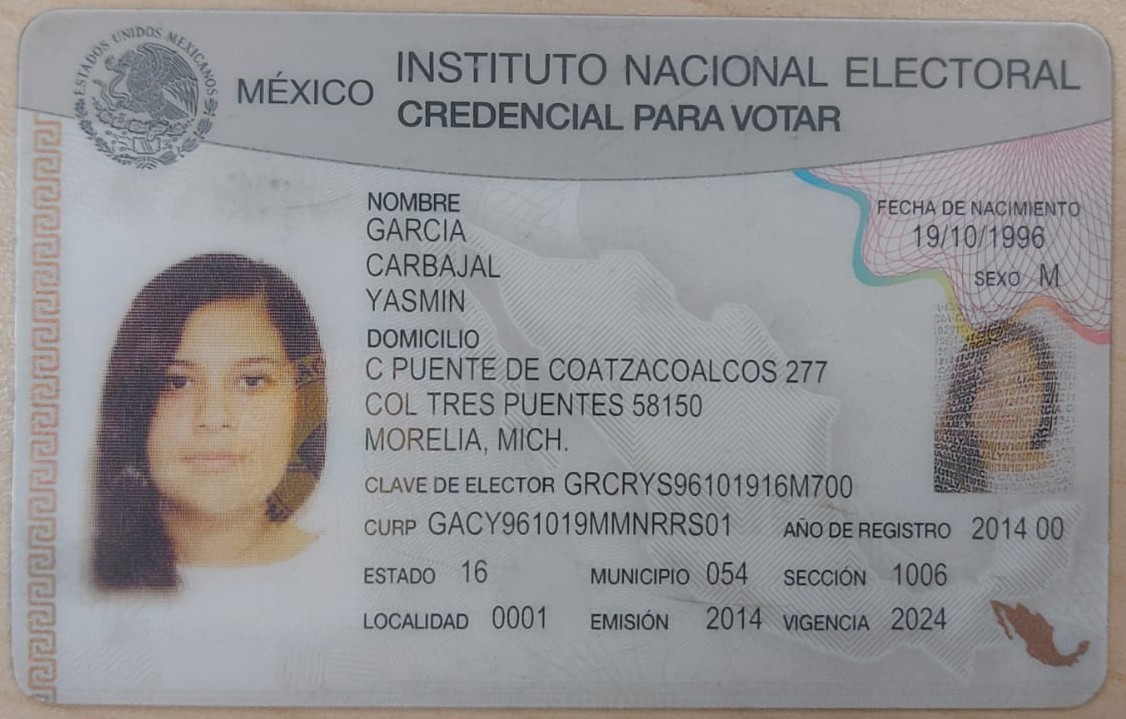 ESTADOS UNIDOS MEXICANOS
MÉXICO
INSTITUTO NACIONAL ELECTORAL
CREDENCIAL PARA VOTAR
NOMBRE
GARCIA
CARBAJAL
YASMIN
FECHA DE NACIMIENTO
19/10/1996
SEXO M
DOMICILIO
C PUENTE DE COATZACOALCOS 277
COL TRES PUENTES 58150
MORELIA, MICH.
CLAVE DE ELECTOR GRCRYS96101916M700
CURP GACY961019MMNRRS01 AÑO DE REGISTRO 2014 00
ESTADO 16 MUNICIPIO 054 SECCIÓN 1006
LOCALIDAD 0001 EMISIÓN 2014 VIGENCIA 2024